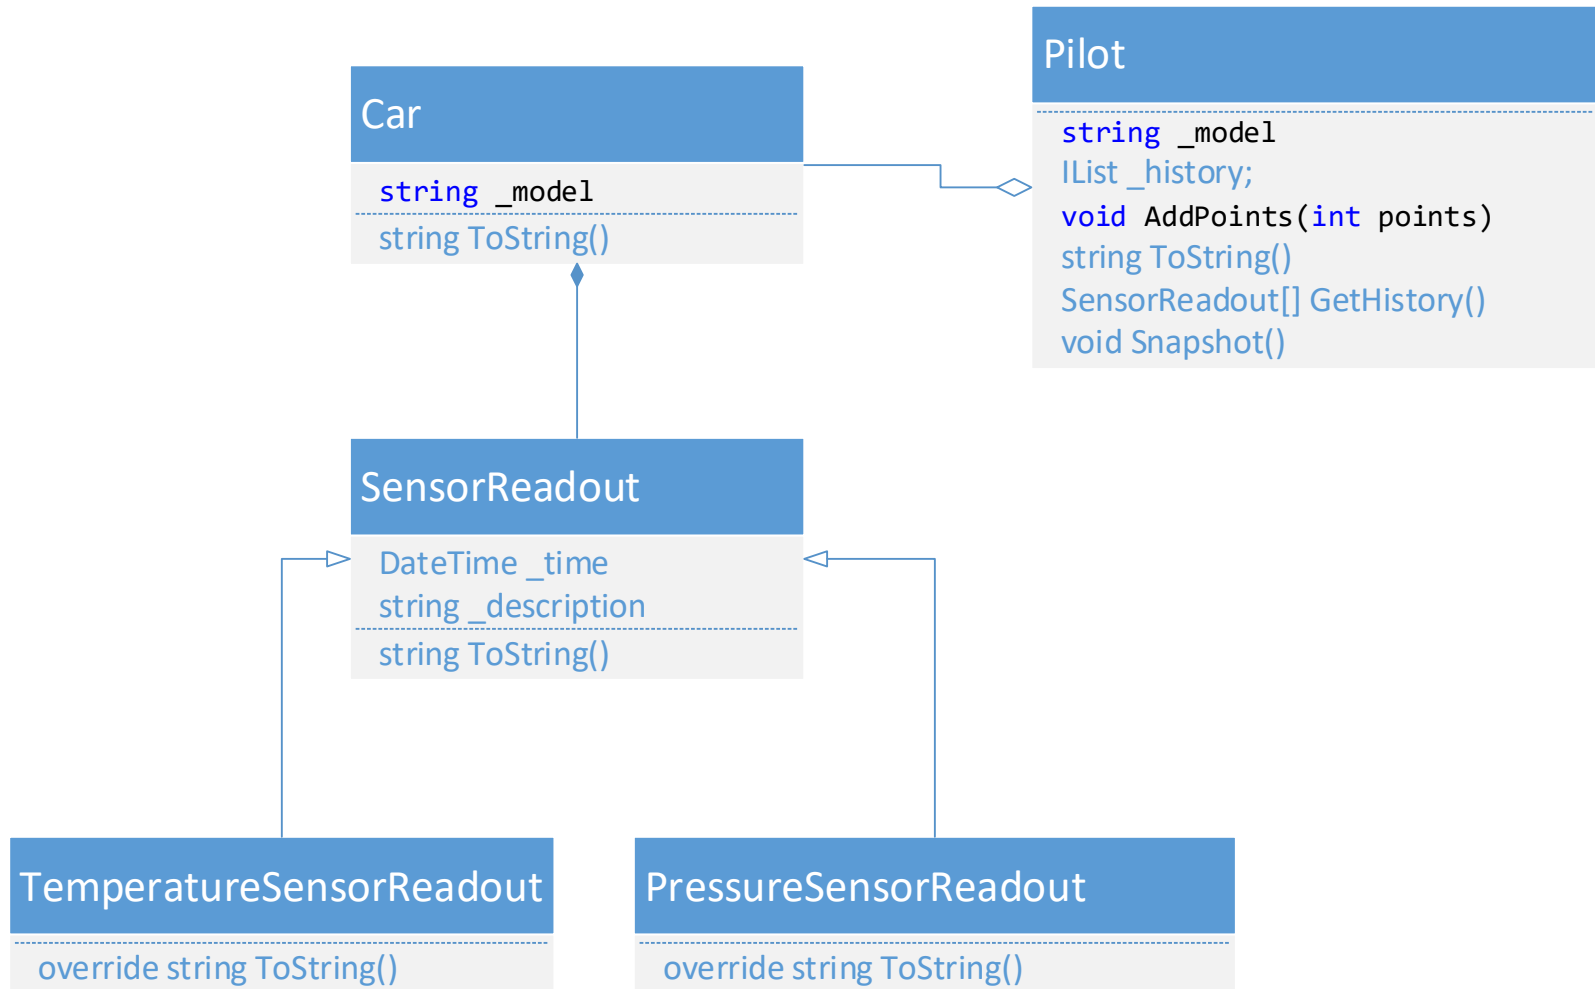 Car
string _model
string ToString()
Pilot
string _model
IList _history;
void AddPoints(int points)
string ToString()
SensorReadout[] GetHistory()
void Snapshot()
SensorReadout
DateTime _time
string _description
string ToString()
TemperatureSensorReadout
override string ToString()
PressureSensorReadout
override string ToString()